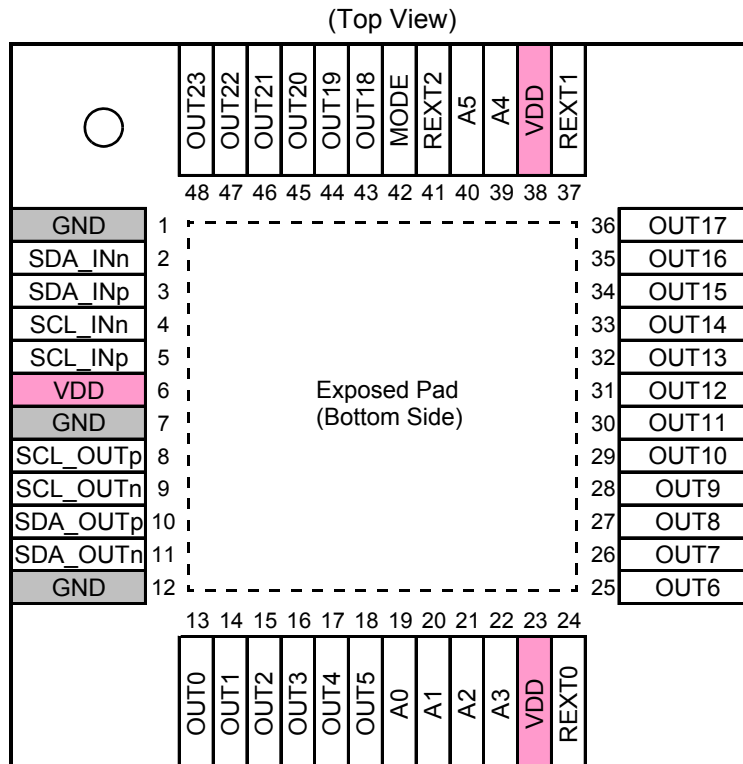 (Top View)
OUT23 OUT22 OUT21 OUT20 OUT19 OUT18 MODE REXT2 A5 A4 VDD REXT1
48 47 46 45 44 43 42 41 40 39 38 37
GND 1 36 OUT17
SDA_INn 2 35 OUT16
SDA_INp 3 34 OUT15
SCL_INn 4 33 OUT14
SCL_INp 5 32 OUT13
VDD 6 Exposed Pad 31 OUT12
GND 7 (Bottom Side) 30 OUT11
SCL_OUTp 8 29 OUT10
SCL_OUTn 9 28 OUT9
SDA_OUTp 10 27 OUT8
SDA_OUTn 11 26 OUT7
GND 12 25 OUT6
13 14 15 16 17 18 19 20 21 22 23 24
OUT0 OUT1 OUT2 OUT3 OUT4 OUT5 A0 A1 A2 A3 VDD REXT0